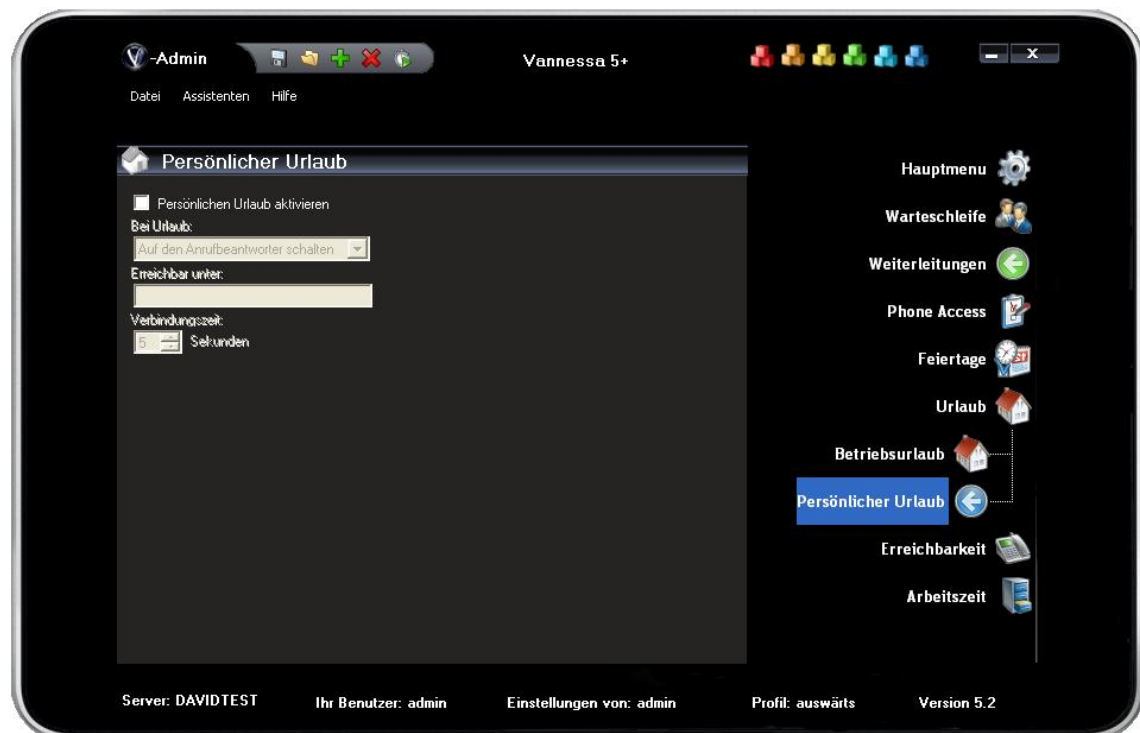 V -Admin
Vannessa 5+
X
Datei Assistenten Hilfe
Persönlicher Urlaub
Persönlichen Urlaub aktivieren
Bei Urlaub:
Auf den Anrufbeantworter schalten
Erreichbar unter:
Verbindungszeit:
5 Sekunden
Hauptmenu
Warteschleife
Weiterleitungen
Phone Access
Feiertage
Urlaub
Betriebsurlaub
Persönlicher Urlaub
Erreichbarkeit
Arbeitszeit
Server: DAVIDTEST Ihr Benutzer: admin Einstellungen von: admin Profil: auswärts Version 5.2